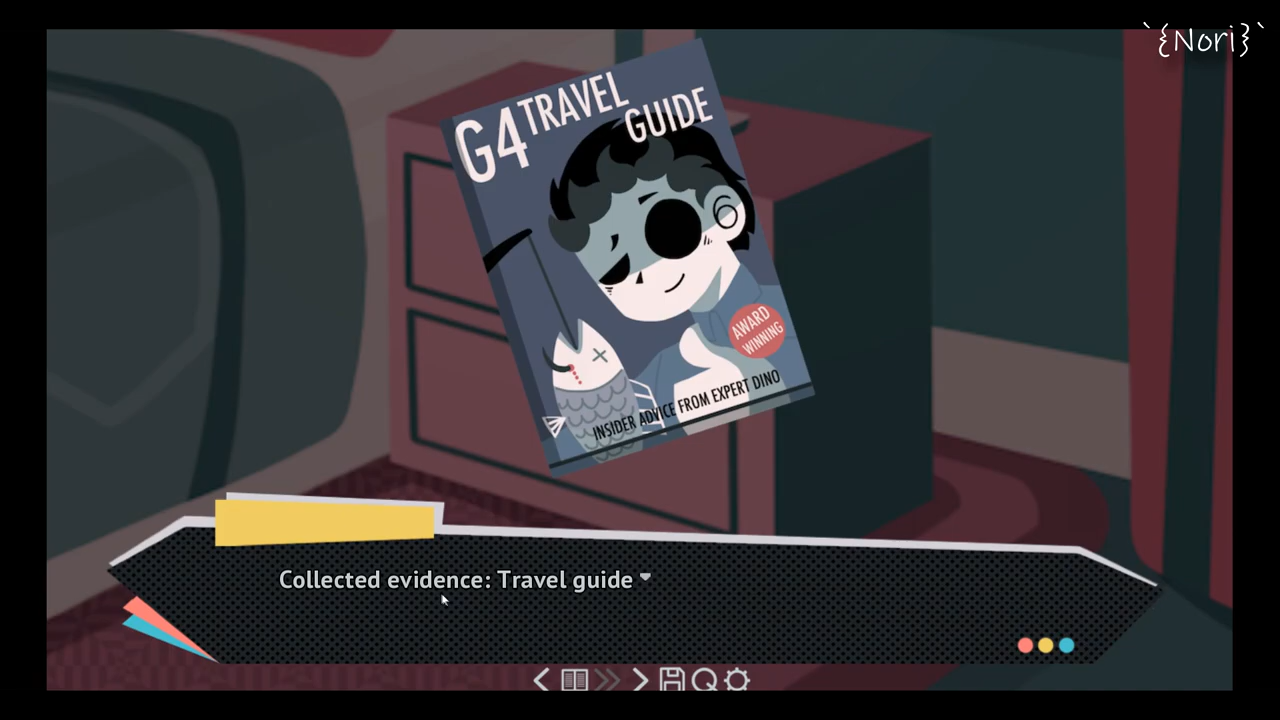 `{Nori}`
G4 TRAVEL
GUIDE
AWARD
WINNING
INSIDER ADVICE FROM EXPERT DINO
Collected evidence: Travel guide